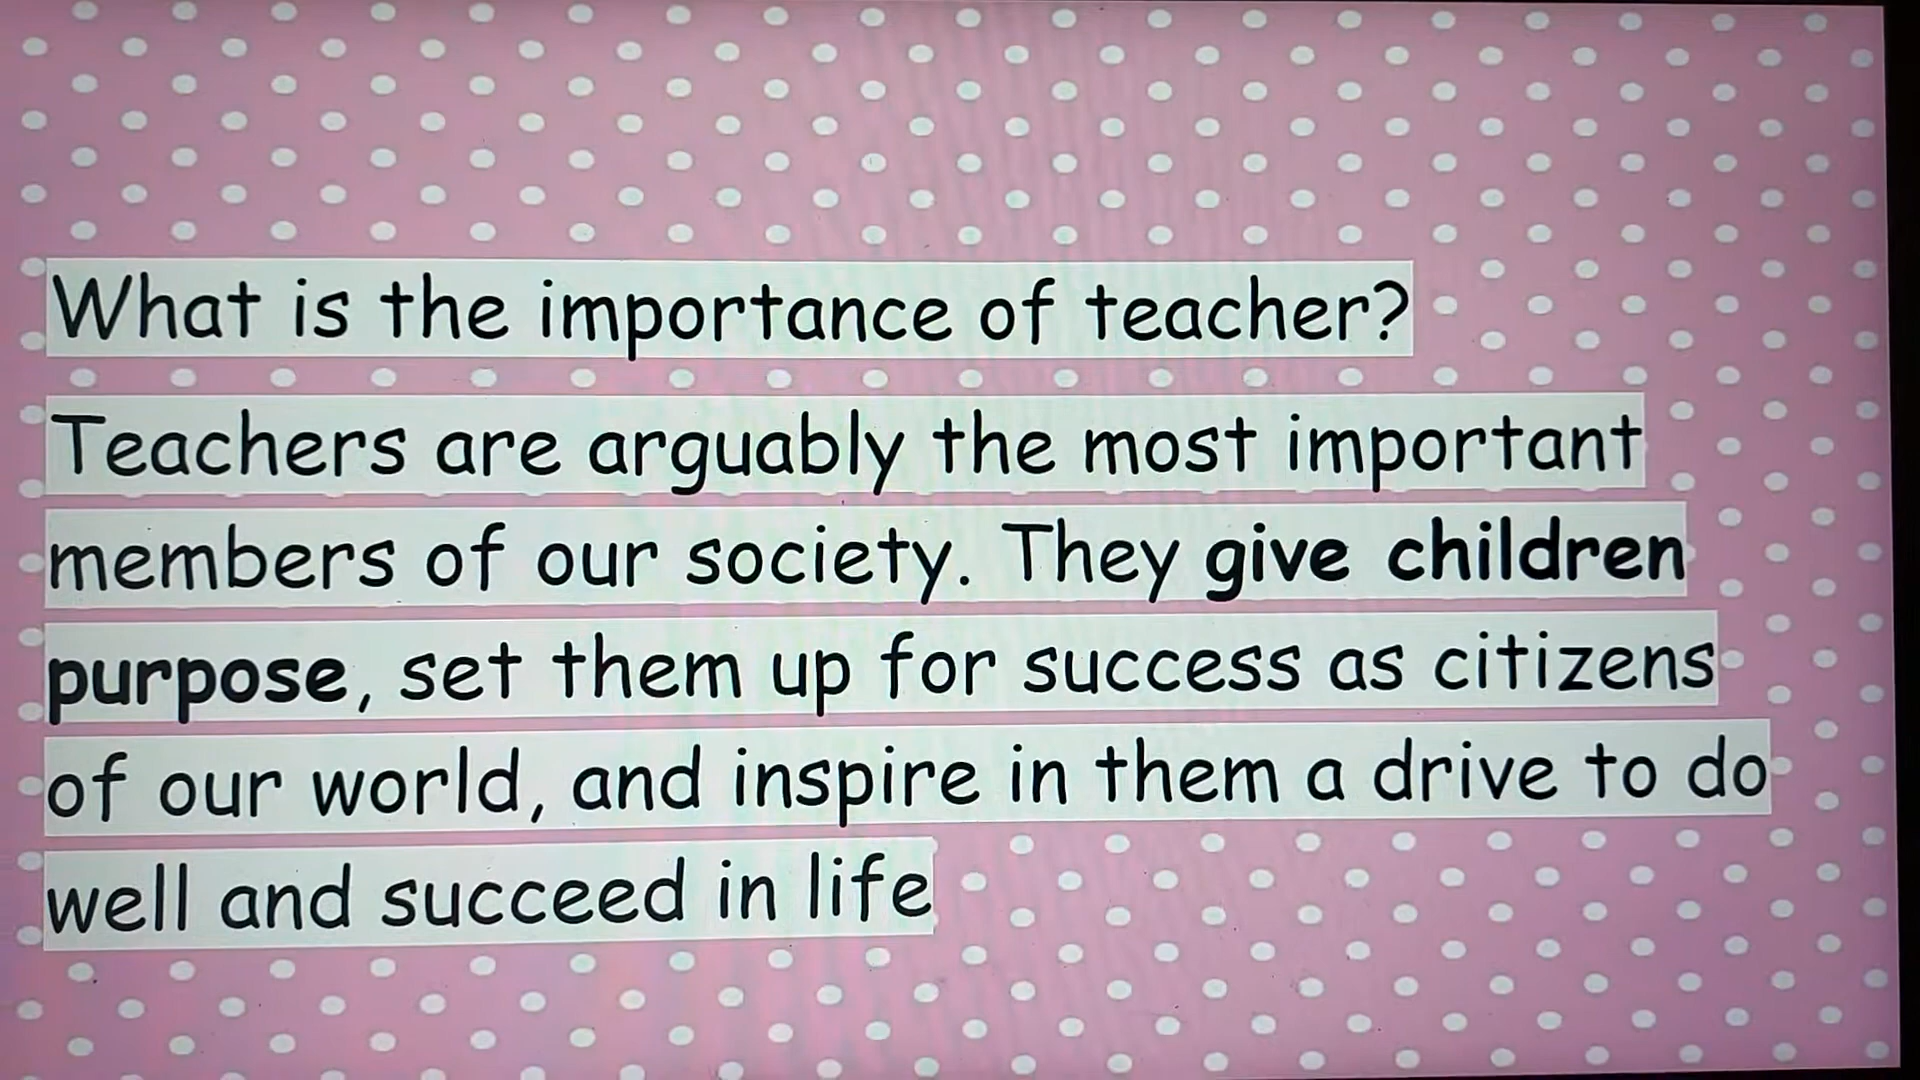 What is the importance of teacher?
Teachers are arguably the most important
members of our society. They give children
purpose, set them up for success as citizens
of our world, and inspire in them a drive to do
well and succeed in life